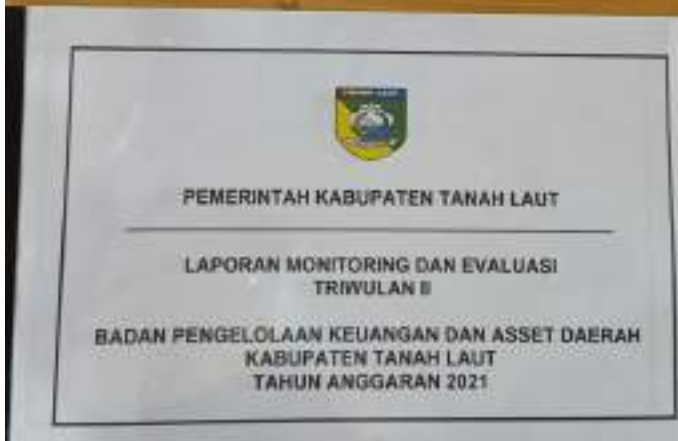 PEMERINTAH KABUPATEN TANAH LAUT
LAPORAN MONITORING DAN EVALUASI
TRIWULAN II
BADAN PENGELOLAAN KEUANGAN DAN ASSET DAERAH
KABUPATEN TANAH LAUT
TAHUN ANGGARAN 2021